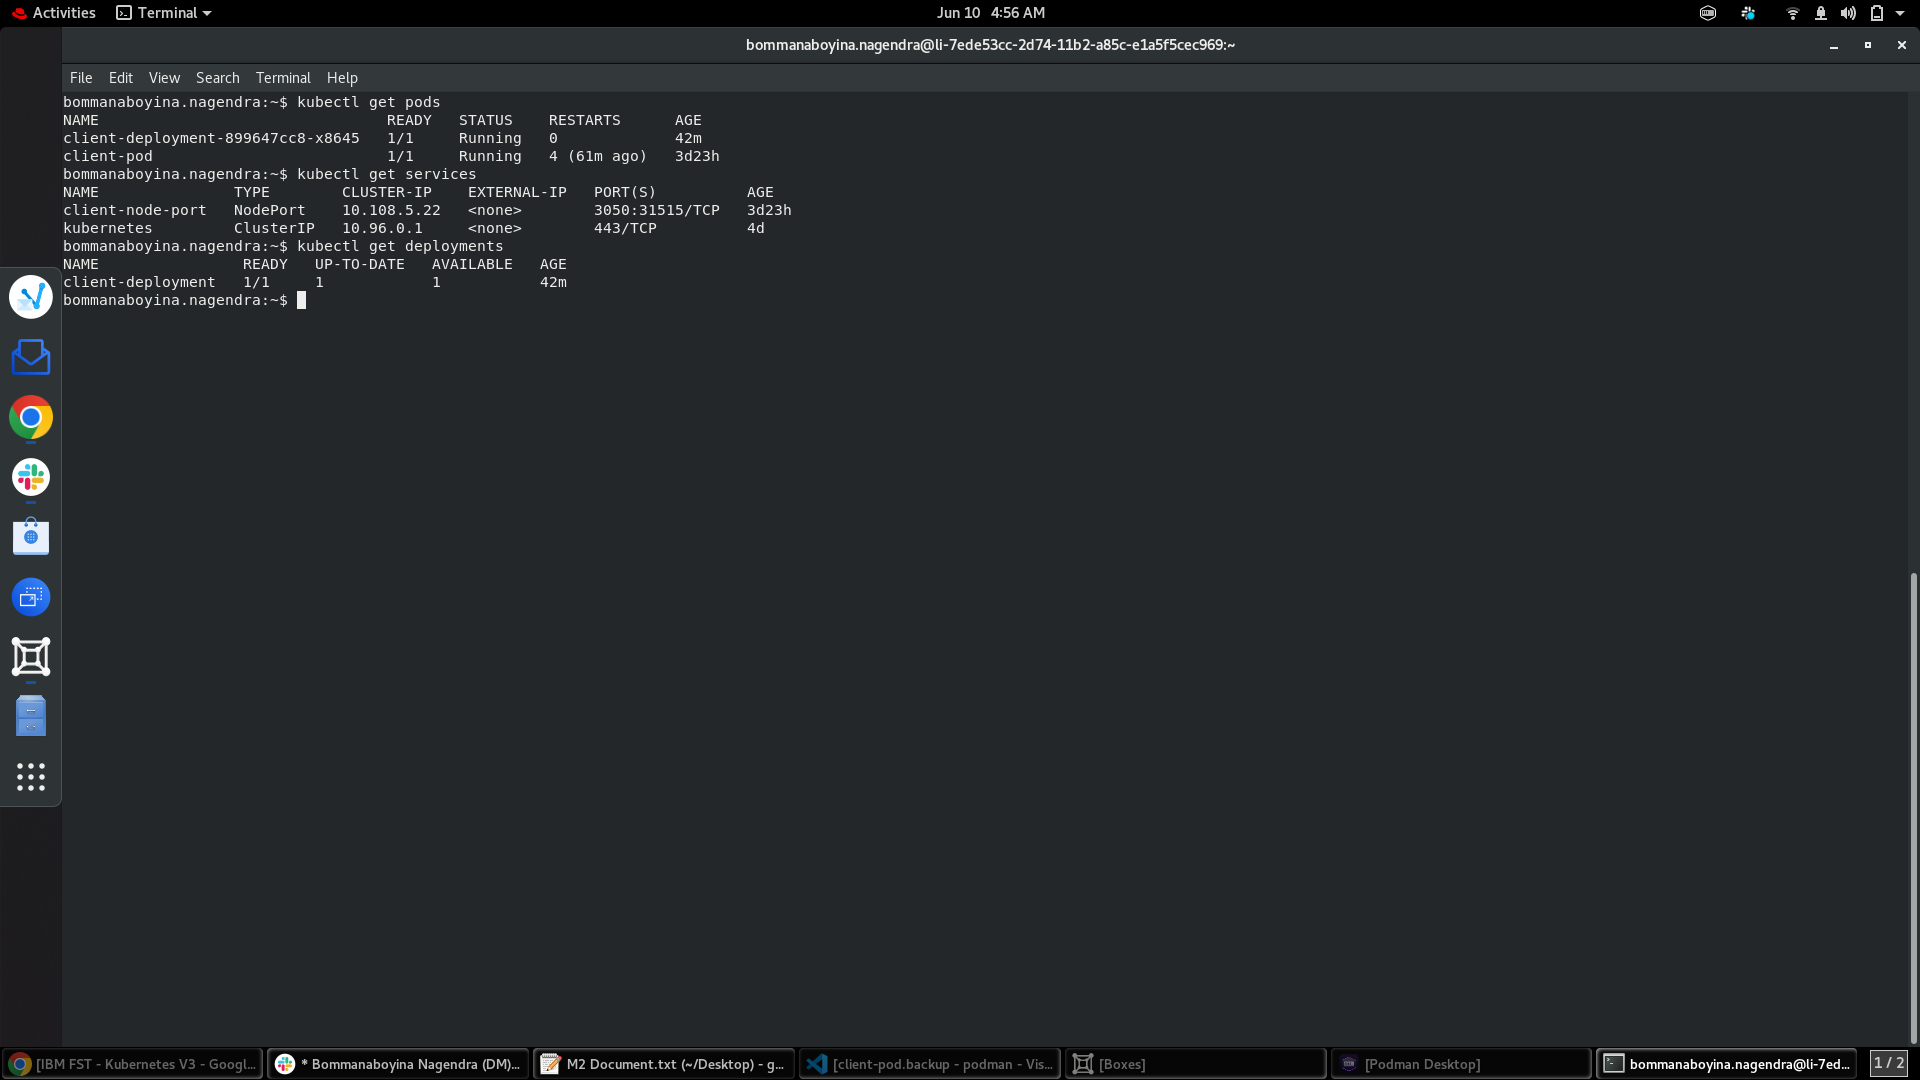 Activities Terminal Jun 10 4:56 AM
bommanaboyina.nagendra@li-7ede53cc-2d74-11b2-a85c-e1a5f5cec969:~
File Edit View Search Terminal Help
bommanaboyina.nagendra:~$ kubectl get pods
NAME READY STATUS RESTARTS AGE
client-deployment-899647cc8-x8645 1/1 Running 0 42m
client-pod 1/1 Running 4 (61m ago) 3d23h
bommanaboyina.nagendra:~$ kubectl get services
NAME TYPE CLUSTER-IP EXTERNAL-IP PORT(S) AGE
client-node-port NodePort 10.108.5.22 <none> 3050:31515/TCP 3d23h
kubernetes ClusterIP 10.96.0.1 <none> 443/TCP 4d
bommanaboyina.nagendra:~$ kubectl get deployments
NAME READY UP-TO-DATE AVAILABLE AGE
client-deployment 1/1 1 1 42m
bommanaboyina.nagendra:~$
[IBM FST - Kubernetes V3 - Googl... * Bommanaboyina Nagendra (DM)... M2 Document.txt (~/Desktop) - g... [client-pod.backup - podman - Vis... [Boxes] [Podman Desktop] bommanaboyina.nagendra@li-7ed... 1 / 2